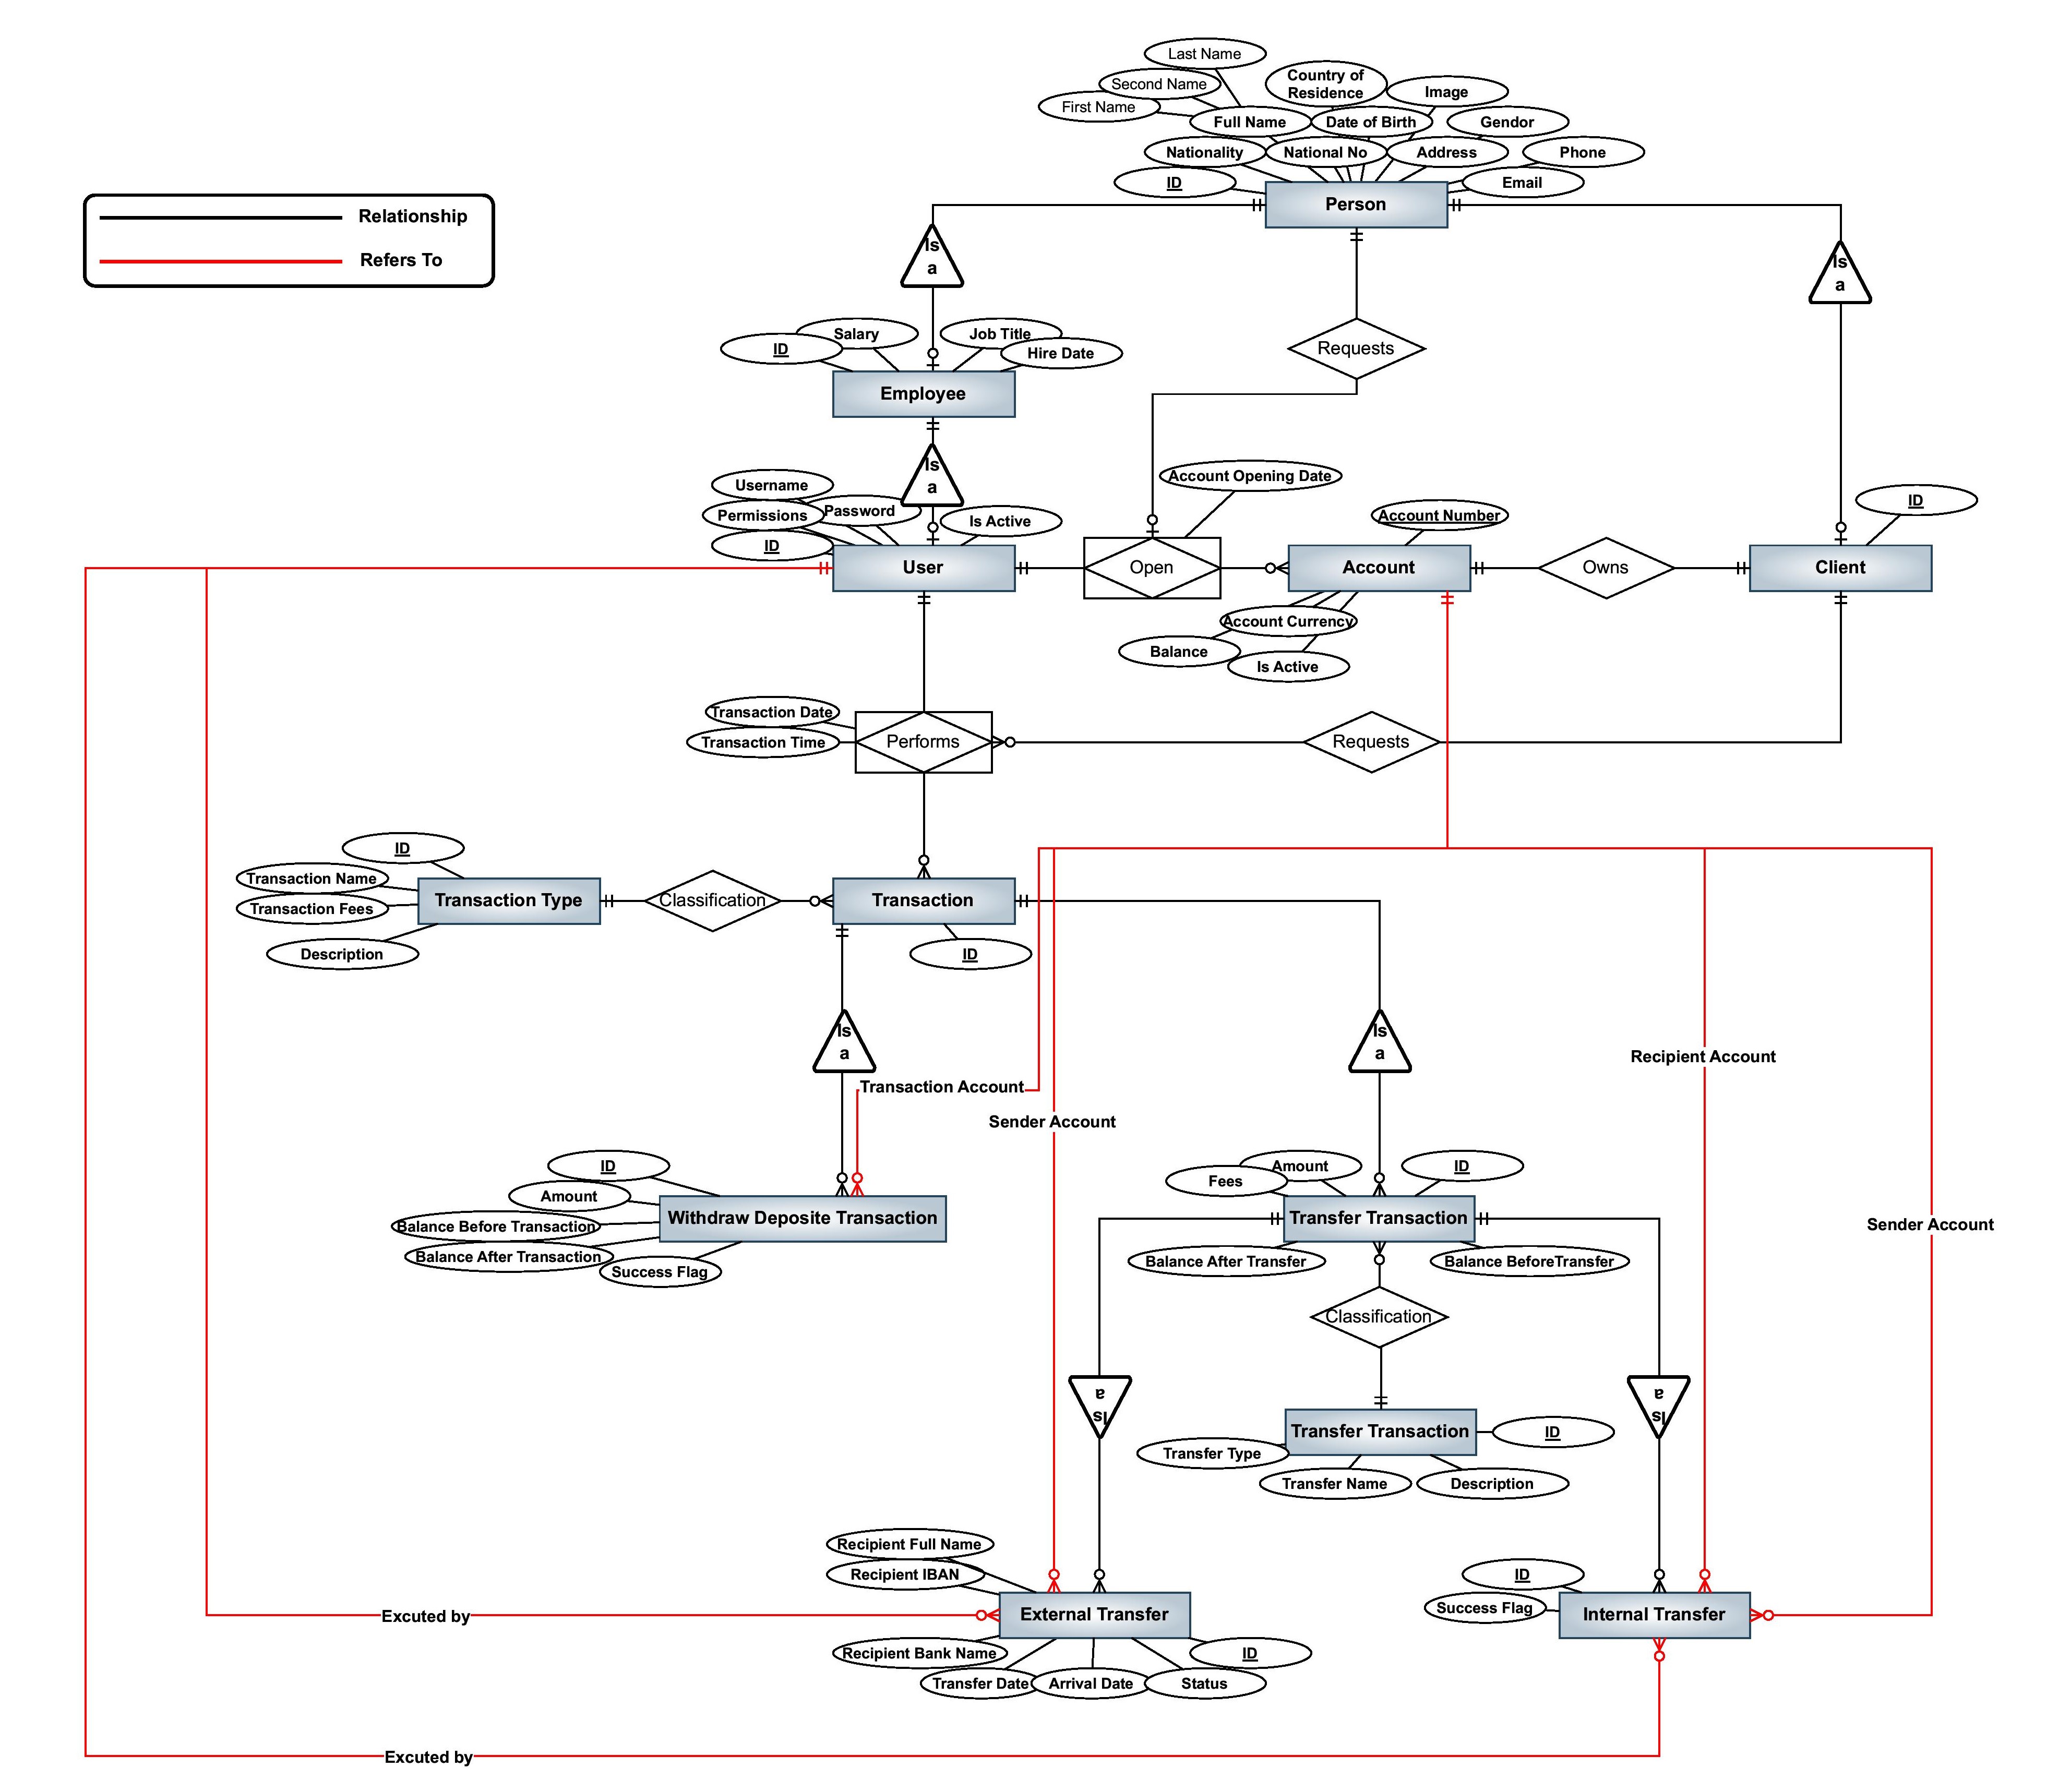 Last Name
Second Name
First Name
Country of
Residence
Image
Full Name
Date of Birth
Gendor
Nationality
National No
Address
Phone
ID
Email
Person
Relationship
Refers To
Is
a
Is
a
Requests
Salary
Job Title
ID
Hire Date
Employee
Is
a
Username
Permissions
Password
Is Active
ID
User
Account Opening Date
Open
Account Number
Account
Owns
ID
Client
Account Currency
Balance
Is Active
Transaction Date
Transaction Time
Performs
Requests
ID
Transaction Name
Transaction Fees
Description
Transaction Type
Classification
Transaction
ID
Is
a
Is
a
Recipient Account
Transaction Account
Sender Account
ID
Amount
Balance Before Transaction
Balance After Transaction
Success Flag
Withdraw Deposite Transaction
Amount
Fees
ID
Transfer Transaction
Sender Account
Balance After Transfer
Balance BeforeTransfer
Classification
Is
a
Is
a
Transfer Transaction
ID
Transfer Type
Transfer Name
Description
Recipient Full Name
Recipient IBAN
Excuted by
External Transfer
Recipient Bank Name
Transfer Date
Arrival Date
Status
ID
ID
Success Flag
Internal Transfer
Excuted by